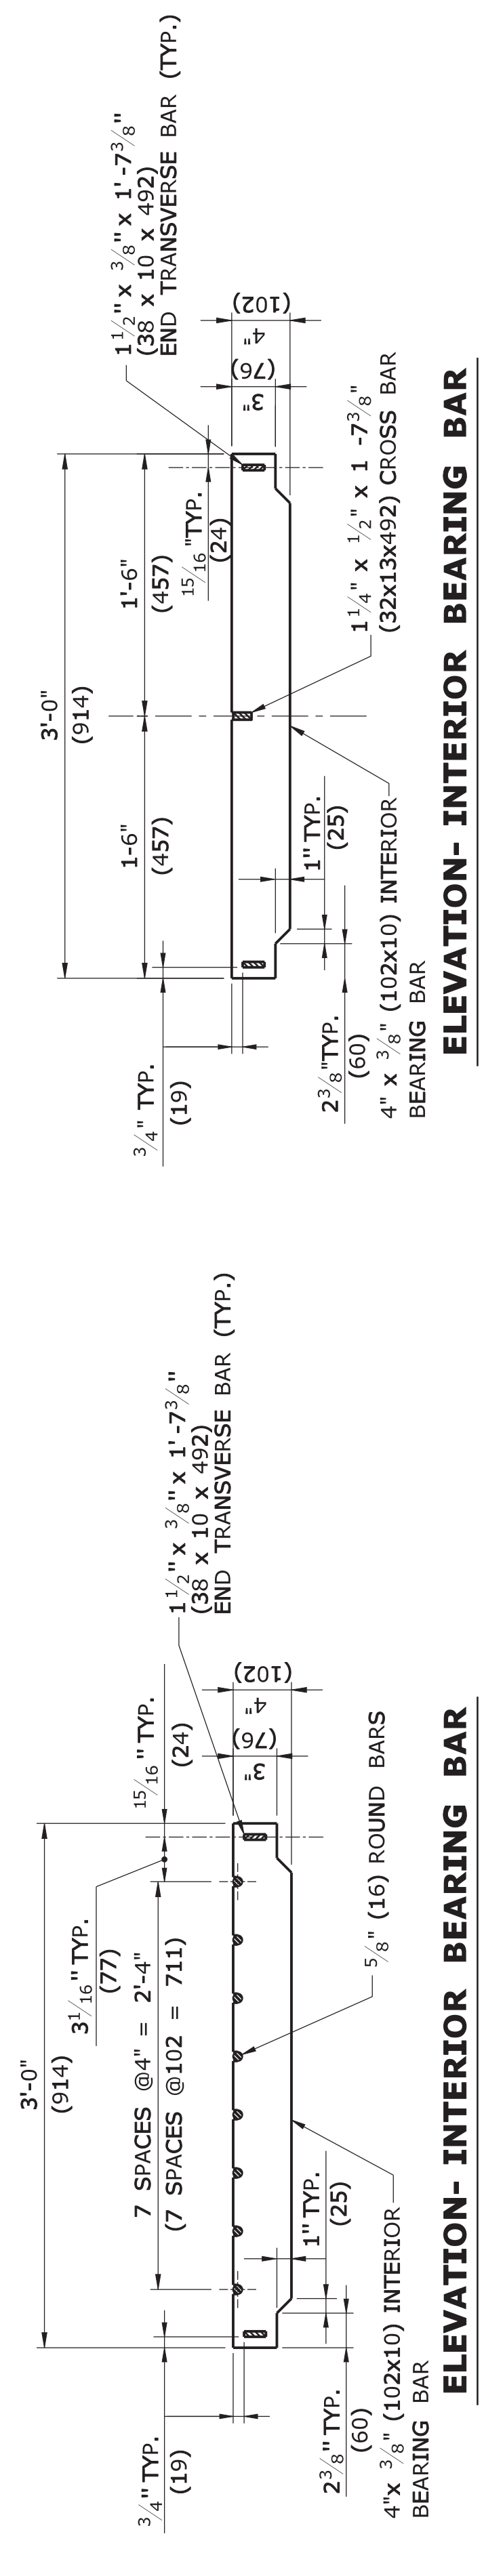 3'-0"
(914)
3 1/16" TYP.
(77)
15/16" TYP.
(24)
7 SPACES @4" = 2'-4"
(7 SPACES @102 = 711)
3/4" TYP.
(19)
1 1/2" x 3/8" x 1'-7 3/8"
(38 x 10 x 492)
END TRANSVERSE BAR (TYP.)
3"
(76)
4"
(102)
1" TYP.
(25)
2 3/8" TYP.
(60)
5/8" (16) ROUND BARS
4"x 3/8" (102x10) INTERIOR
BEARING BAR
ELEVATION- INTERIOR BEARING BAR
3'-0"
(914)
1-6"
(457)
1'-6"
(457)
3/4" TYP.
(19)
15/16 "TYP.
(24)
1 1/2" x 3/8" x 1'-7 3/8"
(38 x 10 x 492)
END TRANSVERSE BAR (TYP.)
3"
(76)
4"
(102)
1" TYP.
(25)
2 3/8"TYP.
(60)
1 1/4" x 1/2" x 1 -7 3/8"
(32x13x492) CROSS BAR
4" x 3/8" (102x10) INTERIOR
BEARING BAR
ELEVATION- INTERIOR BEARING BAR